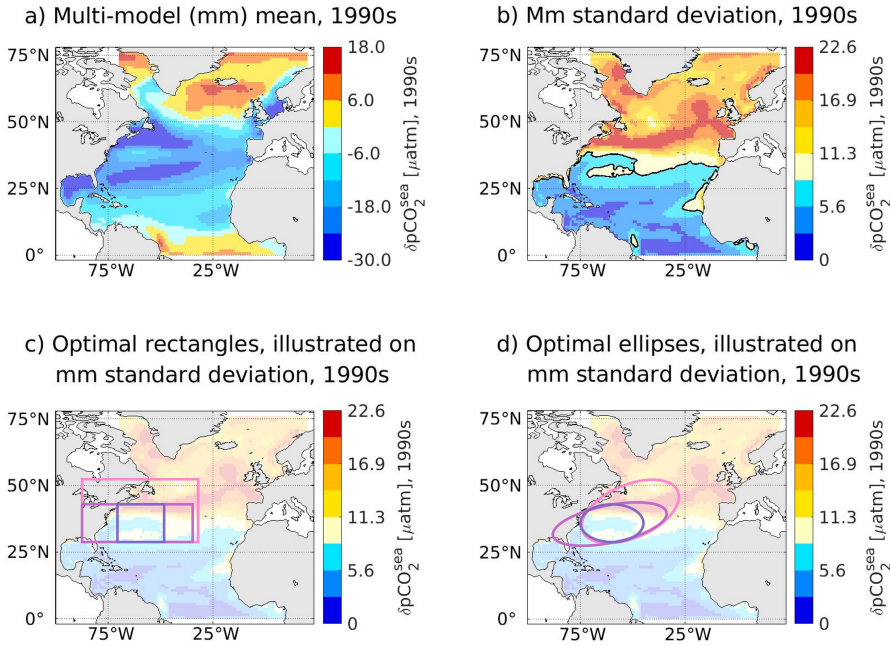 a) Multi-model (mm) mean, 1990s
75°N
50°N
25°N
0°
75°W
25°W
18.0
6.0
-6.0
-18.0
-30.0
δpCO₂ˢᵉᵃ [μatm], 1990s
b) Mm standard deviation, 1990s
75°N
50°N
25°N
0°
75°W
25°W
22.6
16.9
11.3
5.6
0
δpCO₂ˢᵉᵃ [μatm], 1990s
c) Optimal rectangles, illustrated on
mm standard deviation, 1990s
75°N
50°N
25°N
0°
75°W
25°W
22.6
16.9
11.3
5.6
0
δpCO₂ˢᵉᵃ [μatm], 1990s
d) Optimal ellipses, illustrated on
mm standard deviation, 1990s
75°N
50°N
25°N
0°
75°W
25°W
22.6
16.9
11.3
5.6
0
δpCO₂ˢᵉᵃ [μatm], 1990s